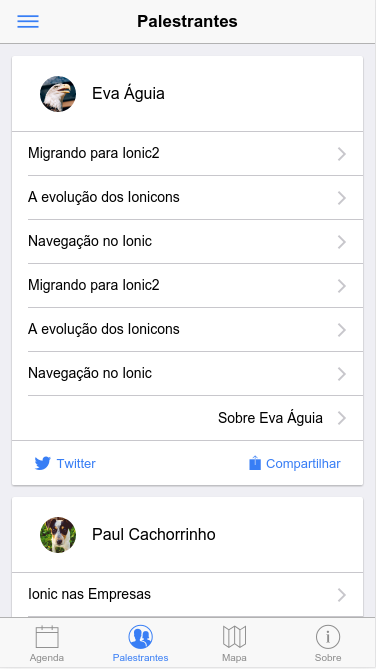 Palestrantes
Eva Águia
Migrando para Ionic2
A evolução dos Ionicons
Navegação no Ionic
Migrando para Ionic2
A evolução dos Ionicons
Navegação no Ionic
Sobre Eva Águia
Twitter Compartilhar
Paul Cachorrinho
Ionic nas Empresas
Agenda Palestrantes Mapa Sobre